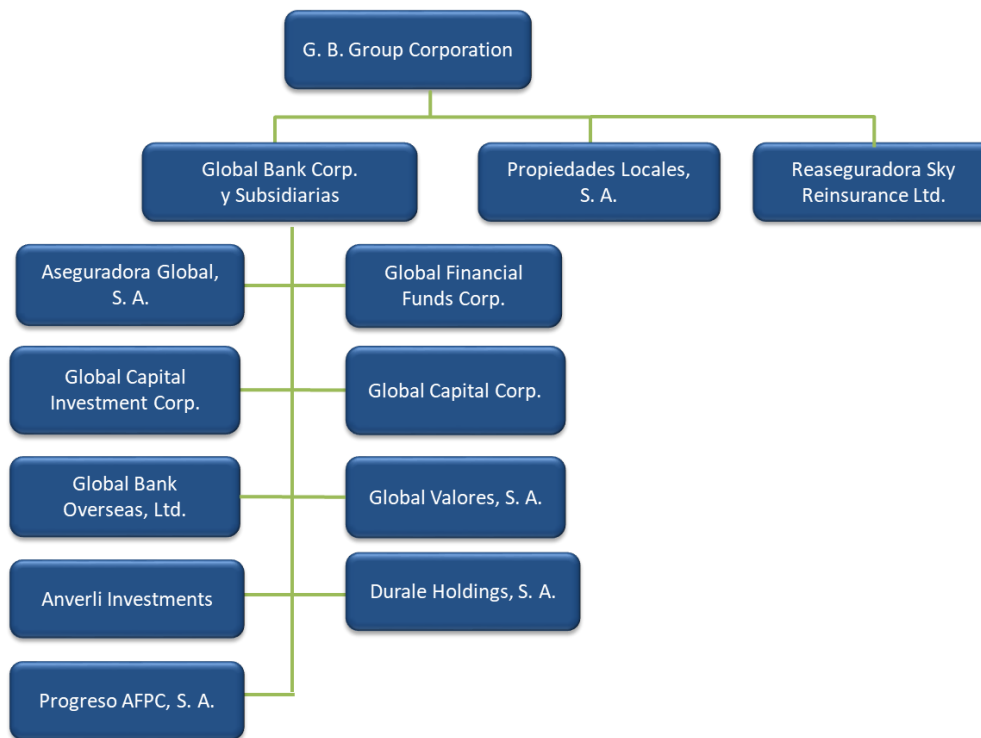 G. B. Group Corporation
Global Bank Corp.
y Subsidiarias
Propiedades Locales,
S. A.
Reaseguradora Sky
Reinsurance Ltd.
Aseguradora Global,
S. A.
Global Financial
Funds Corp.
Global Capital
Investment Corp.
Global Capital Corp.
Global Bank
Overseas, Ltd.
Global Valores, S. A.
Anverli Investments
Durale Holdings, S. A.
Progreso AFPC, S. A.